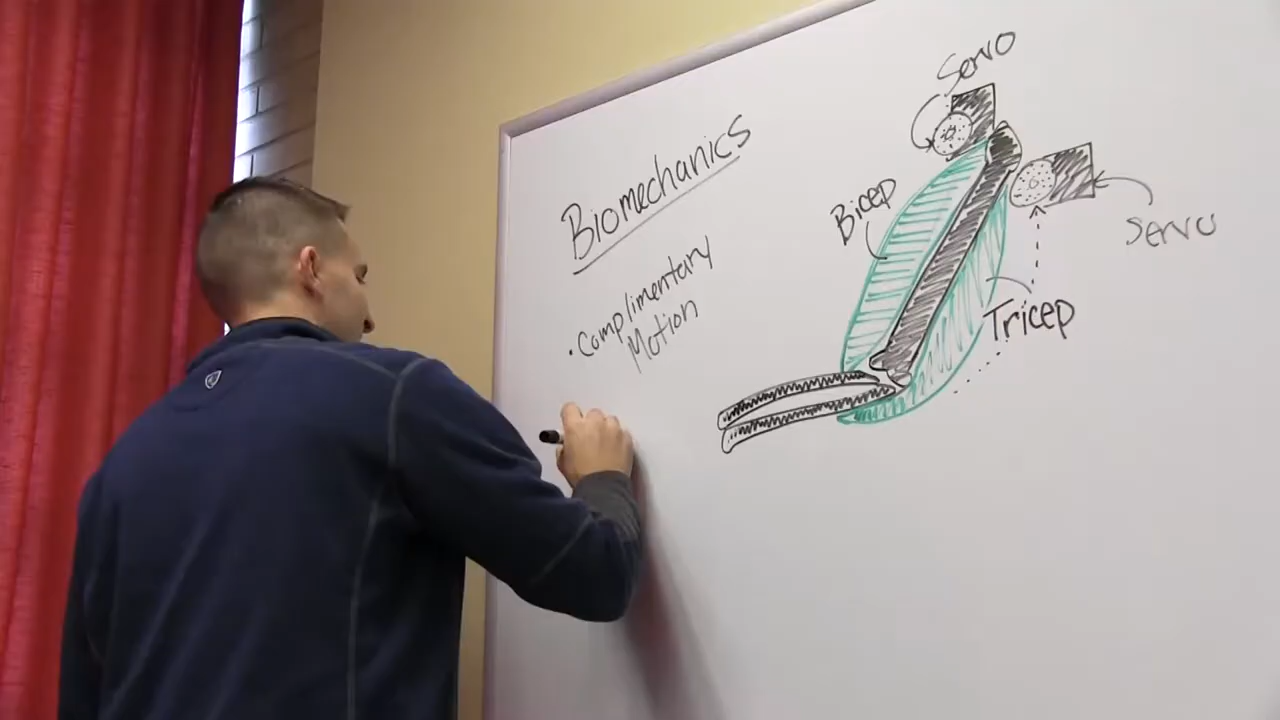 Biomechanics
• Complimentary
Motion
Servo
Bicep
Servo
Tricep